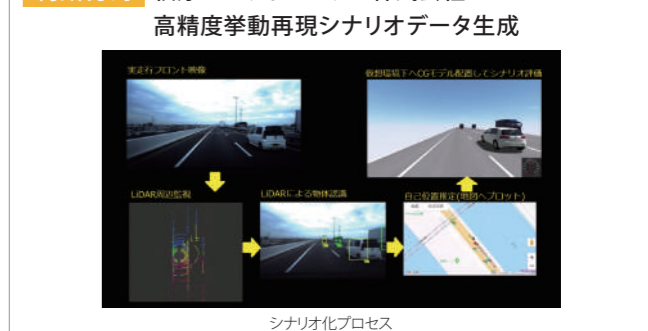 高精度挙動再現シナリオデータ生成
実走行フロント映像
仮想環境下へCGモデル配置してシナリオ評価
LiDAR周辺監視
LiDARによる物体認識
自己位置推定(地図へプロット)
シナリオ化プロセス